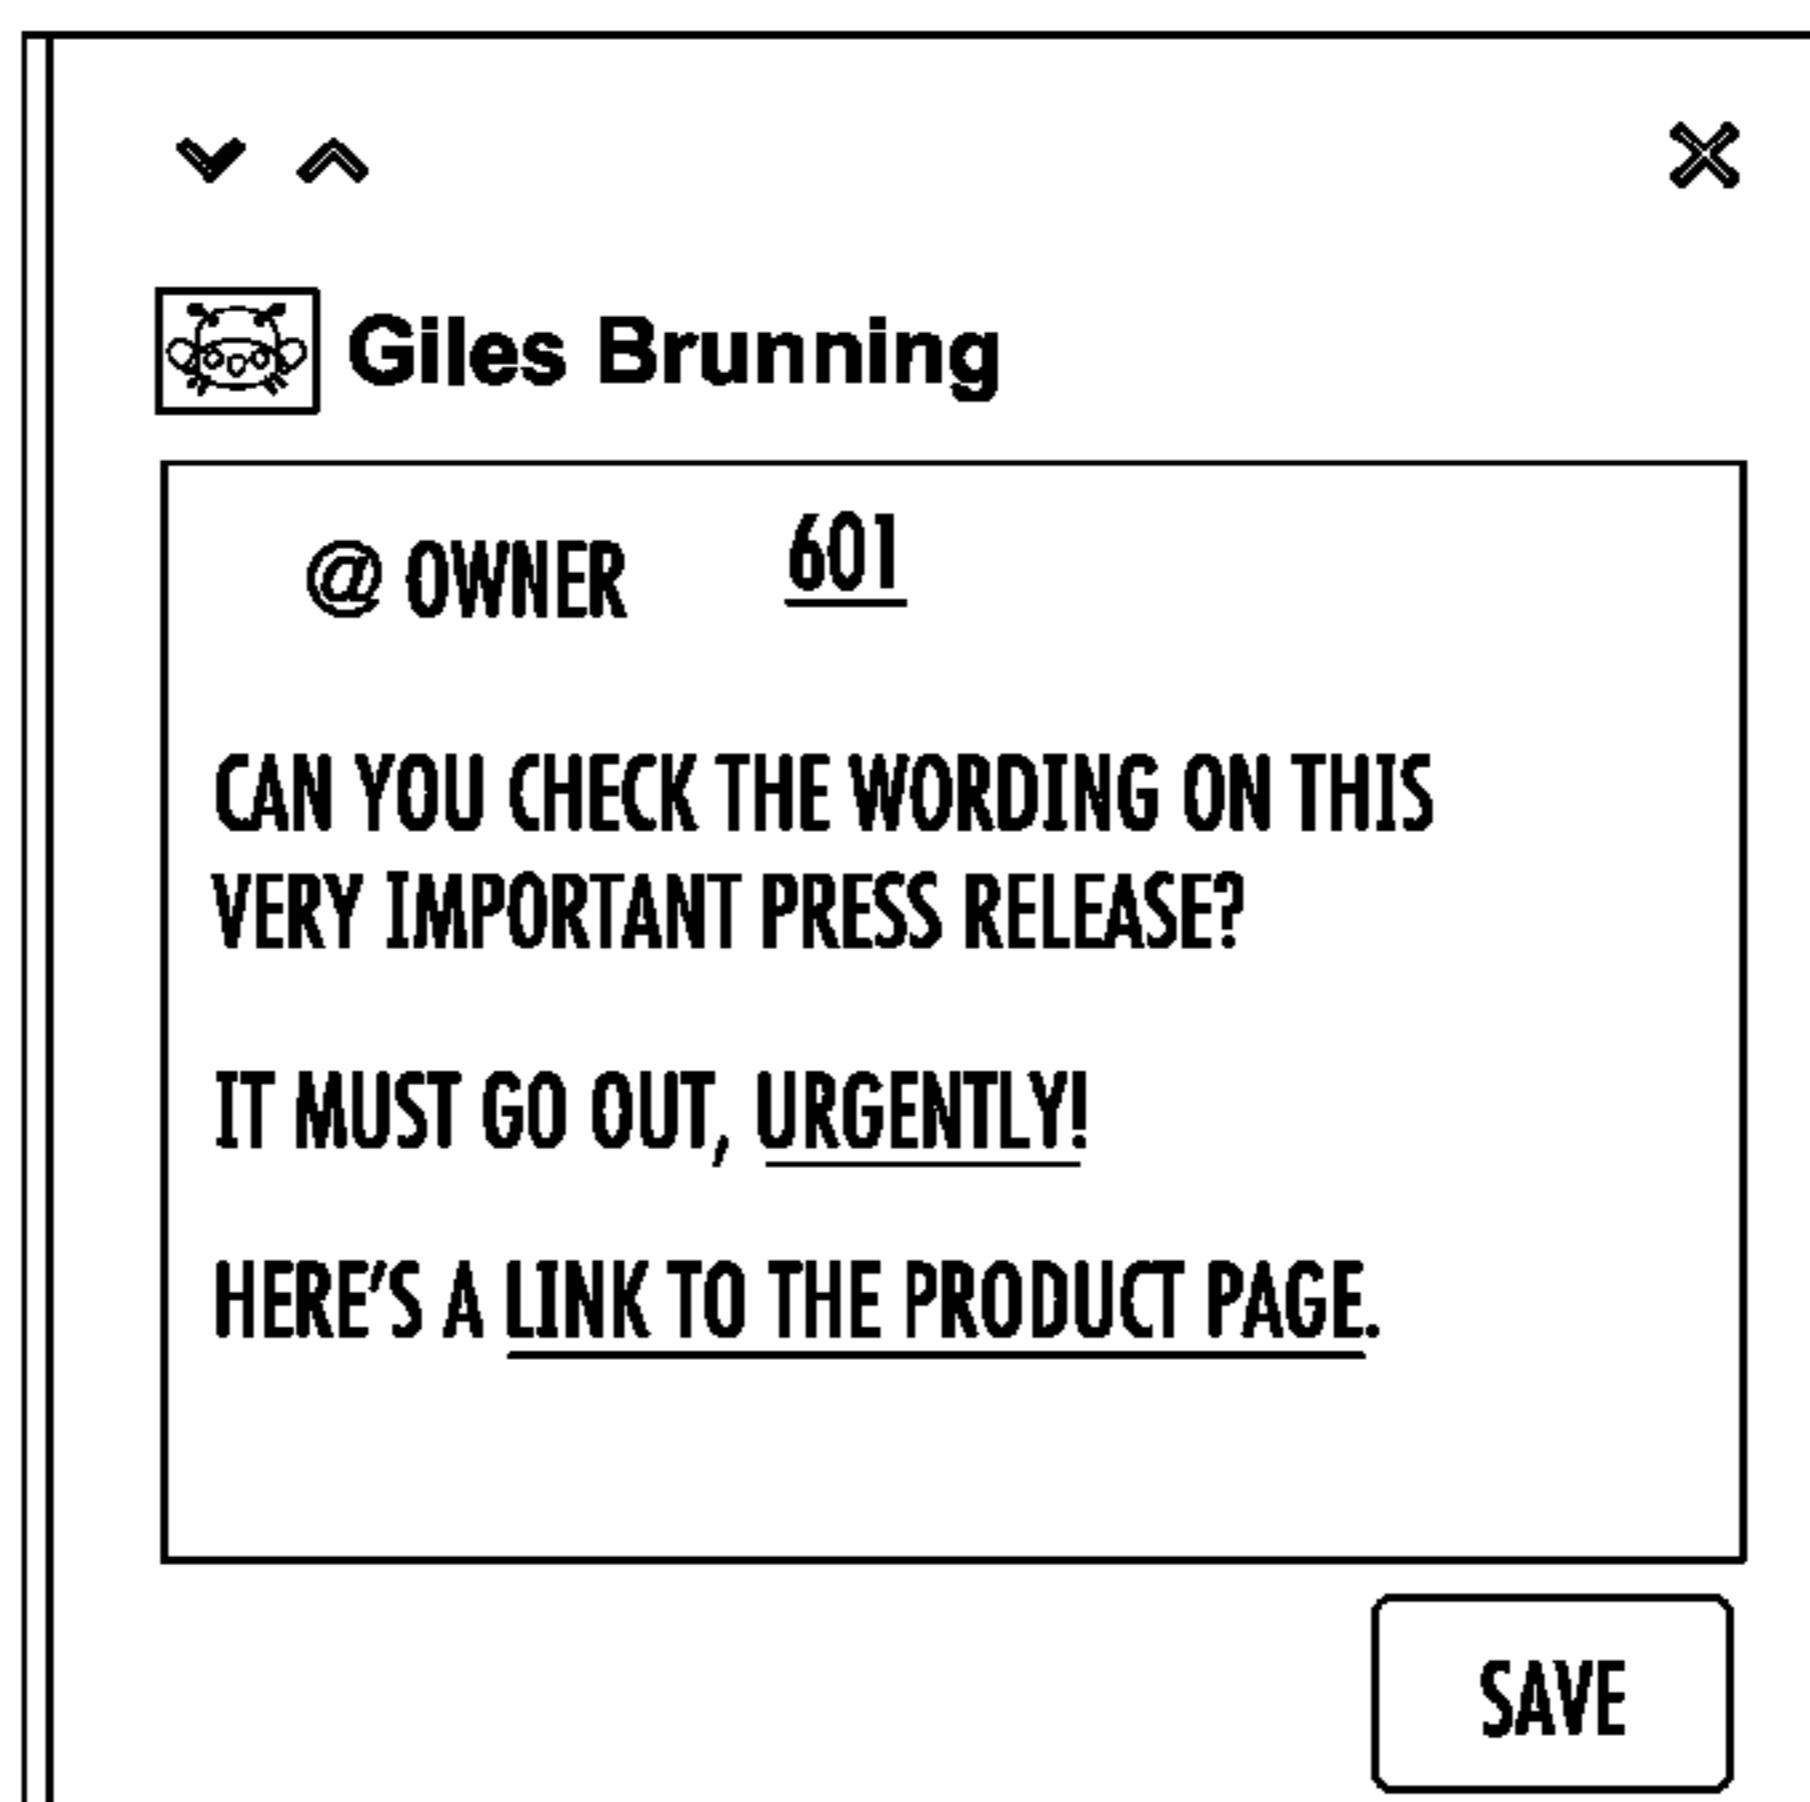 Giles Brunning
@ OWNER 601
CAN YOU CHECK THE WORDING ON THIS
VERY IMPORTANT PRESS RELEASE?
IT MUST GO OUT, URGENTLY!
HERE'S A LINK TO THE PRODUCT PAGE.
SAVE